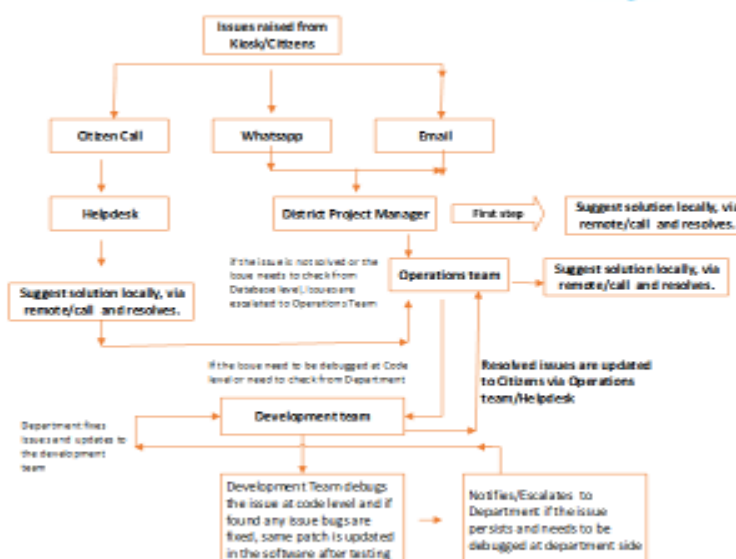 Issues raised from
Kiosk/Citizens
Citizen Call
Whatsapp
Email
Helpdesk
District Project Manager
First step
Suggest solution locally, via
remote/call and resolves.
If the issue is not solved or the
issue needs to check from
Database level, issues are
escalated to Operations Team
Operations team
Suggest solution locally, via
remote/call and resolves.
Suggest solution locally, via
remote/call and resolves.
If the issue need to be debugged at Code
level or need to check from Department
Resolved issues are updated
to Citizens via Operations
team/Helpdesk
Development team
Department fixes
issues and updates to
the development
team
Development Team debugs
the issue at code level and if
found any issue bugs are
fixed, same patch is updated
in the software after testing
Notifies/Escalates to
Department if the issue
persists and needs to be
debugged at department side